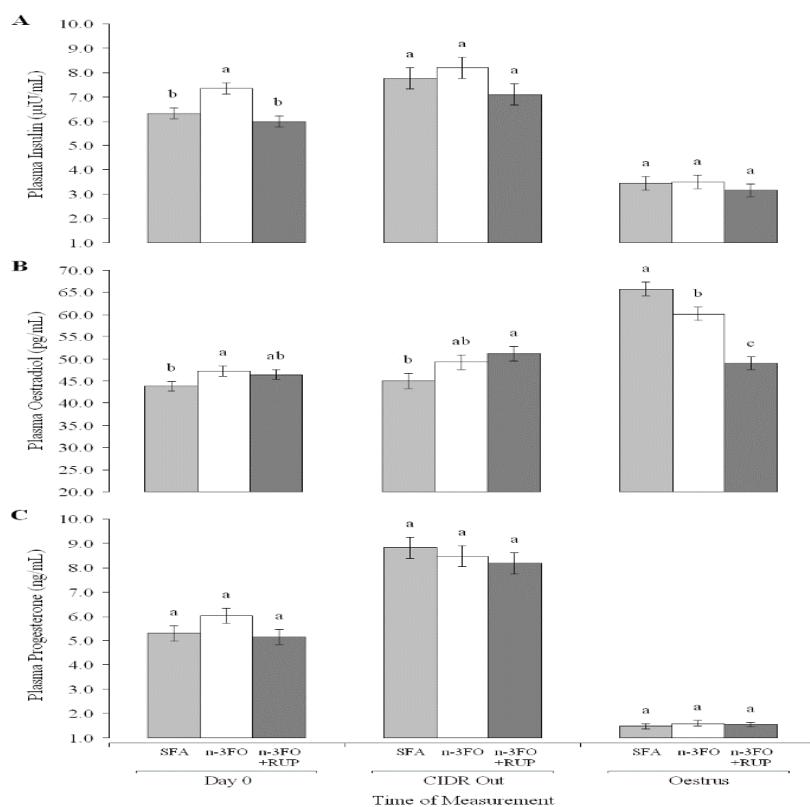 A
Plasma Insulin (µIU/mL)
10.0
9.0
8.0
7.0
6.0
5.0
4.0
3.0
2.0
1.0
b a b
a a a
a a a
B
Plasma Oestradiol (pg/mL)
70.0
65.0
60.0
55.0
50.0
45.0
40.0
35.0
30.0
25.0
20.0
b a ab
b ab a
a b c
C
Plasma Progesterone (ng/mL)
10.0
9.0
8.0
7.0
6.0
5.0
4.0
3.0
2.0
1.0
a a a
a a a
a a a
SFA n-3FO n-3FO +RUP SFA n-3FO n-3FO +RUP SFA n-3FO n-3FO +RUP
Day 0 CIDR Out Oestrus
Time of Measurement